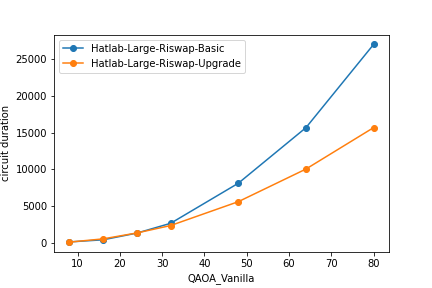 Hatlab-Large-Riswap-Basic
Hatlab-Large-Riswap-Upgrade
circuit duration
25000
20000
15000
10000
5000
0
10 20 30 40 50 60 70 80
QAOA_Vanilla